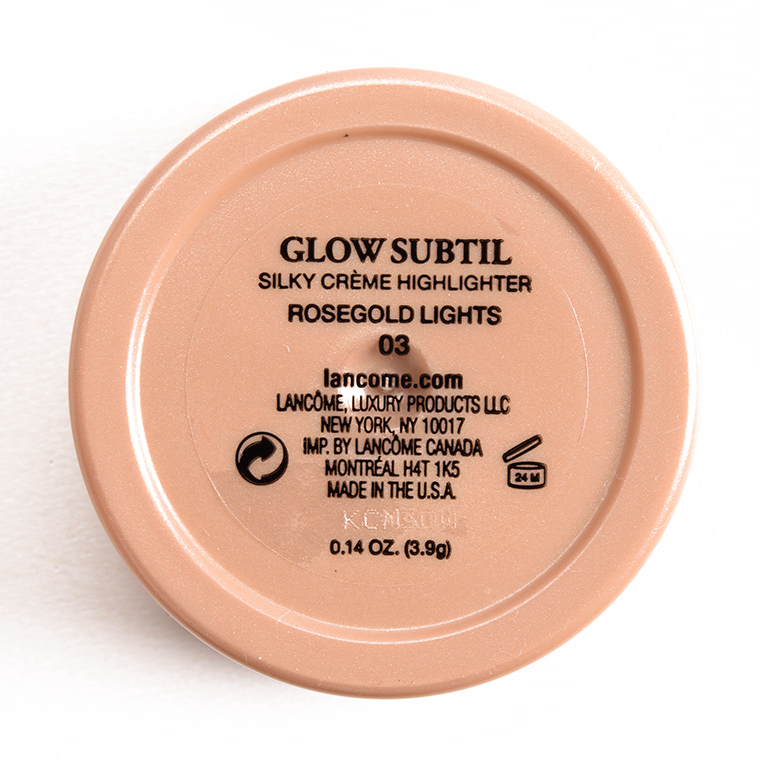 GLOW SUBTIL
SILKY CRÈME HIGHLIGHTER
ROSEGOLD LIGHTS
03
lancome.com
LANCÔME, LUXURY PRODUCTS LLC
NEW YORK, NY 10017
IMP. BY LANCÔME CANADA
MONTRÉAL H4T 1K5
MADE IN THE U.S.A.
24 M
0.14 OZ. (3.9g)